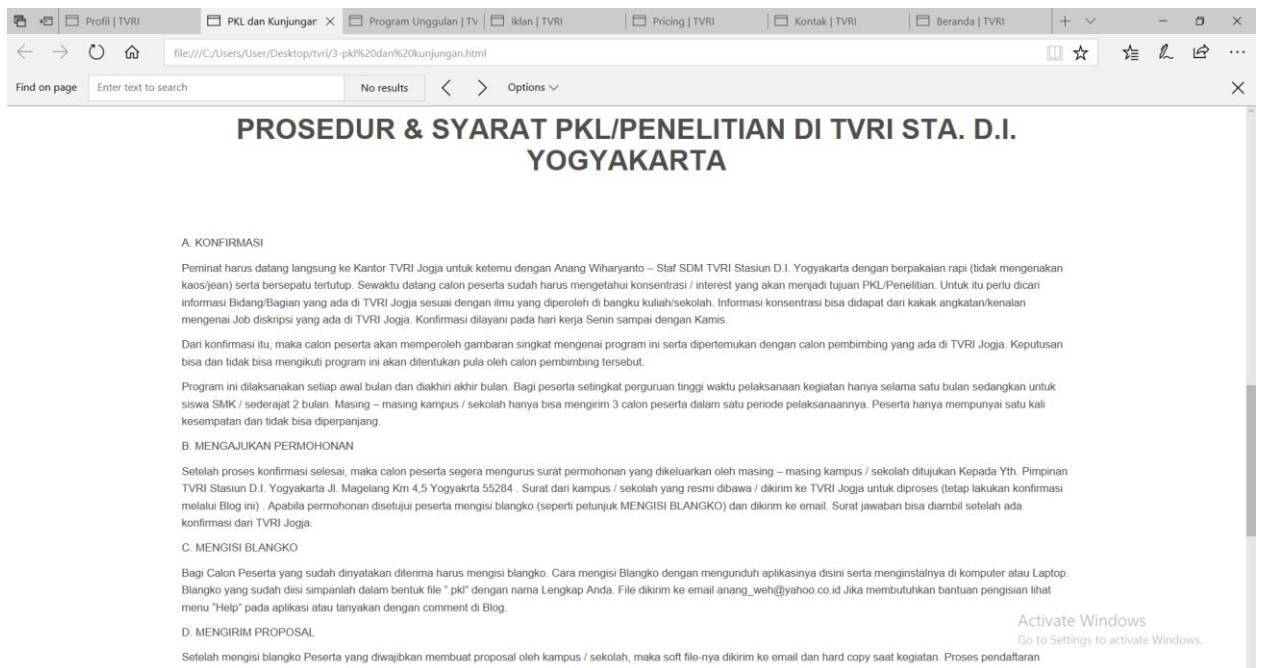 Profil | TVRI
PKL dan Kunjungan
Program Unggulan | TV
Iklan | TVRI
Pricing | TVRI
Kontak | TVRI
Beranda | TVRI
file:///C:/Users/User/Desktop/tvri/3-pkl%20dan%20kunjungan.html
Find on page
Enter text to search
No results
Options
PROSEDUR & SYARAT PKL/PENELITIAN DI TVRI STA. D.I.
YOGYAKARTA
A. KONFIRMASI
Peminat harus datang langsung ke Kantor TVRI Jogja untuk ketemu dengan Anang Wiharyanto – Staf SDM TVRI Stasiun D.I. Yogyakarta dengan berpakaian rapi (tidak mengenakan
kaos/jean) serta bersepatu tertutup. Sewaktu datang calon peserta sudah harus mengetahui konsentrasi / interest yang akan menjadi tujuan PKL/Penelitian. Untuk itu perlu dicari
informasi Bidang/Bagian yang ada di TVRI Jogja sesuai dengan ilmu yang diperoleh di bangku kuliah/sekolah. Informasi konsentrasi bisa didapat dari kakak angkatan/kenalan
mengenai Job diskripsi yang ada di TVRI Jogja. Konfirmasi dilayani pada hari kerja Senin sampai dengan Kamis.
Dari konfirmasi itu, maka calon peserta akan memperoleh gambaran singkat mengenai program ini serta dipertemukan dengan calon pembimbing yang ada di TVRI Jogja. Keputusan
bisa dan tidak bisa mengikuti program ini akan ditentukan pula oleh calon pembimbing tersebut.
Program ini dilaksanakan setiap awal bulan dan diakhiri akhir bulan. Bagi peserta setingkat perguruan tinggi waktu pelaksanaan kegiatan hanya selama satu bulan sedangkan untuk
siswa SMK / sederajat 2 bulan. Masing – masing kampus / sekolah hanya bisa mengirim 3 calon peserta dalam satu periode pelaksanaannya. Peserta hanya mempunyai satu kali
kesempatan dan tidak bisa diperpanjang.
B. MENGAJUKAN PERMOHONAN
Setelah proses konfirmasi selesai, maka calon peserta segera mengurus surat permohonan yang dikeluarkan oleh masing – masing kampus / sekolah ditujukan Kepada Yth. Pimpinan
TVRI Stasiun D.I. Yogyakarta Jl. Magelang Km 4,5 Yogyakrta 55284 . Surat dari kampus / sekolah yang resmi dibawa / dikirim ke TVRI Jogja untuk diproses (tetap lakukan konfirmasi
melalui Blog ini) . Apabila permohonan disetujui peserta mengisi blangko (seperti petunjuk MENGISI BLANGKO) dan dikirim ke email. Surat jawaban bisa diambil setelah ada
konfirmasi dari TVRI Jogja.
C. MENGISI BLANGKO
Bagi Calon Peserta yang sudah dinyatakan diterima harus mengisi blangko. Cara mengisi Blangko dengan mengunduh aplikasinya disini serta menginstalnya di komputer atau Laptop.
Blangko yang sudah diisi simpanlah dalam bentuk file ".pkl" dengan nama Lengkap Anda. File dikirim ke email anang_weh@yahoo.co.id Jika membutuhkan bantuan pengisian lihat
menu "Help" pada aplikasi atau tanyakan dengan comment di Blog.
D. MENGIRIM PROPOSAL
Setelah mengisi blangko Peserta yang diwajibkan membuat proposal oleh kampus / sekolah, maka soft file-nya dikirim ke email dan hard copy saat kegiatan. Proses pendaftaran
Activate Windows
Go to Settings to activate Windows.